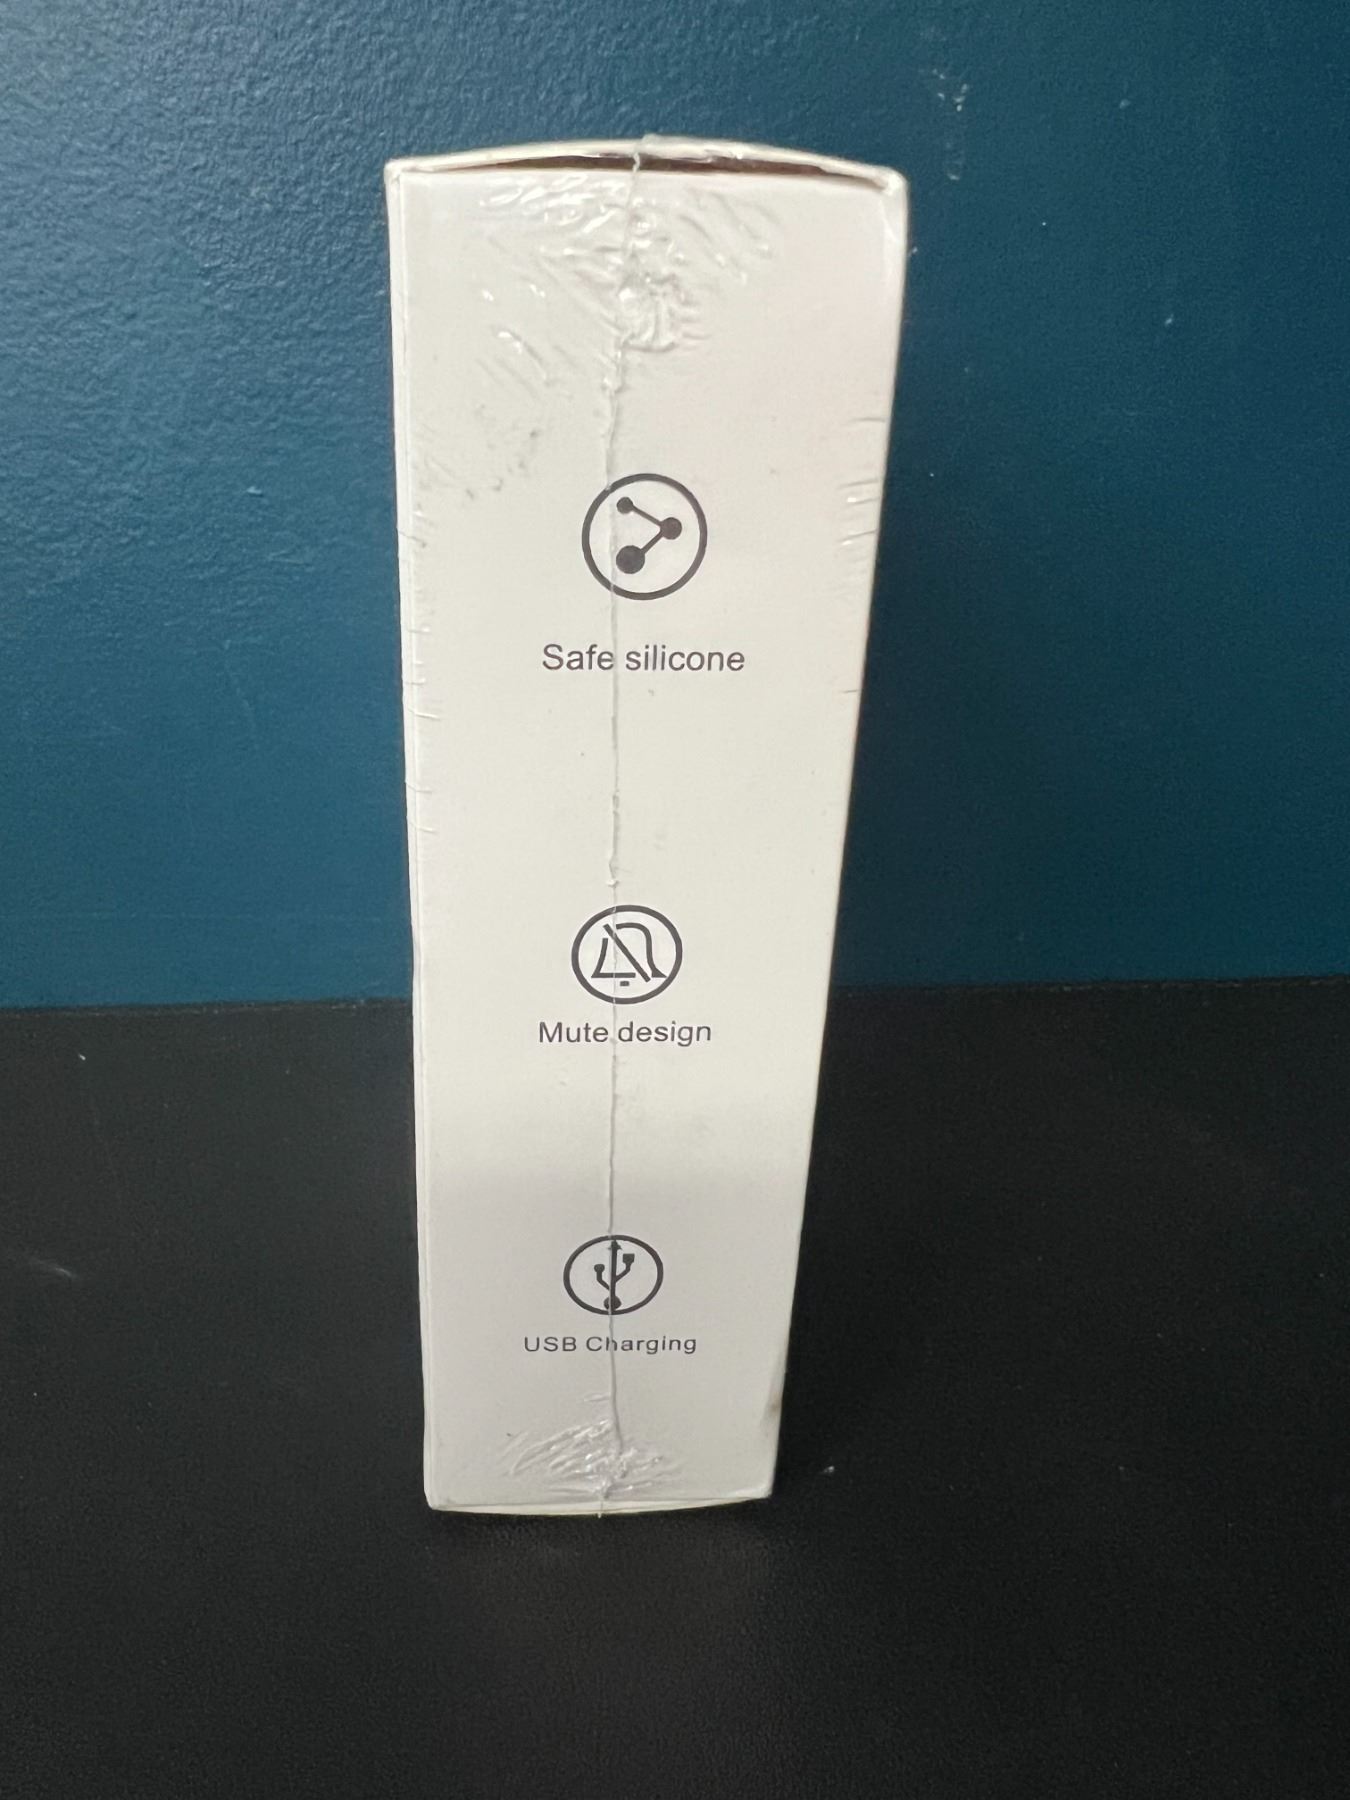 Safe silicone
Mute design
USB Charging